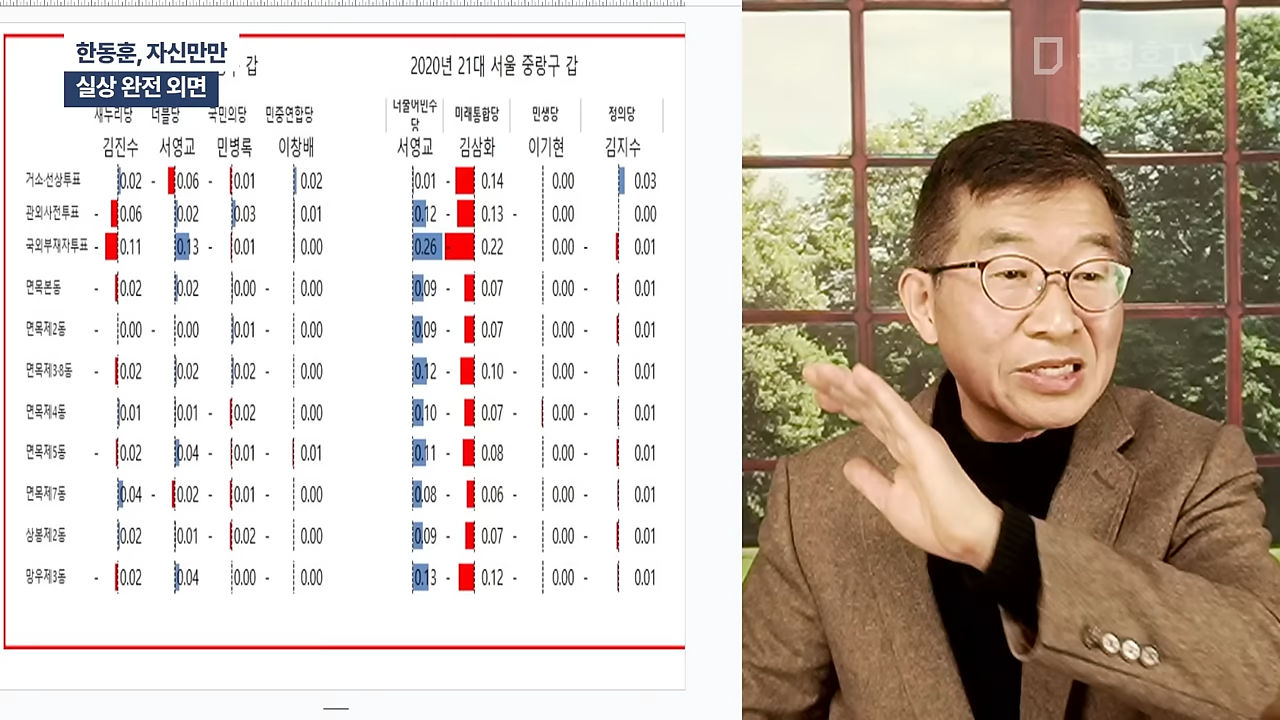 한동훈, 자신만만
실상 완전 외면
갑
2020년 21대 서울 중랑구 갑
공병호TV
새누리당 더블당 국민의당 민중연합당 더불어민주당 미래통합당 민생당 정의당
김진수 서영교 민병록 이창배 서영교 김삼화 이기현 김지수
거소·선상투표 0.02 - 0.06 - 0.01 0.02 0.01 - 0.14 0.00 0.03
관외사전투표 - 0.06 0.02 0.03 0.01 0.12 - 0.13 - 0.00 0.00
국외부재자투표 - 0.11 0.13 - 0.01 0.00 0.26 - 0.22 0.00 - 0.01
면목본동 - 0.02 0.02 0.00 - 0.00 0.09 - 0.07 0.00 - 0.01
면목제2동 - 0.00 - 0.00 0.01 - 0.00 0.09 - 0.07 0.00 - 0.01
면목제3·8동 - 0.02 0.02 0.02 - 0.00 0.12 - 0.10 0.00 - 0.01
면목제4동 0.01 0.01 - 0.02 0.00 0.10 - 0.07 - 0.00 - 0.01
면목제5동 - 0.02 0.04 - 0.01 - 0.01 0.11 - 0.08 0.00 - 0.01
면목제7동 0.04 - 0.02 - 0.01 - 0.00 0.08 - 0.06 - 0.00 - 0.01
상봉제2동 0.02 0.01 - 0.02 - 0.00 0.09 - 0.07 - 0.00 - 0.01
망우제3동 - 0.02 0.04 0.00 - 0.00 0.13 - 0.12 - 0.00 - 0.01